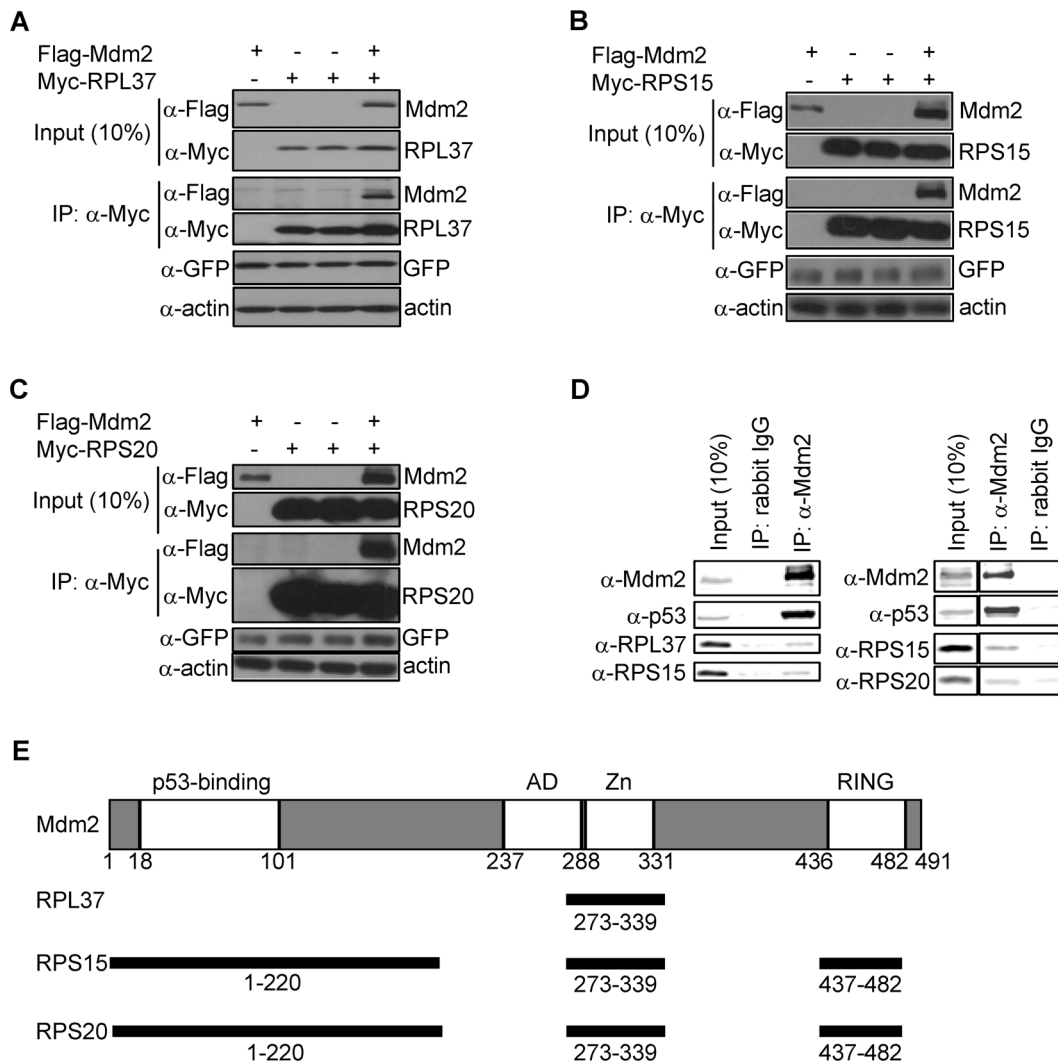 A
Flag-Mdm2 + - - +
Myc-RPL37 - + + +
Input (10%)
α-Flag Mdm2
α-Myc RPL37
IP: α-Myc
α-Flag Mdm2
α-Myc RPL37
α-GFP GFP
α-actin actin
B
Flag-Mdm2 + - - +
Myc-RPS15 - + + +
Input (10%)
α-Flag Mdm2
α-Myc RPS15
IP: α-Myc
α-Flag Mdm2
α-Myc RPS15
α-GFP GFP
α-actin actin
C
Flag-Mdm2 + - - +
Myc-RPS20 - + + +
Input (10%)
α-Flag Mdm2
α-Myc RPS20
IP: α-Myc
α-Flag Mdm2
α-Myc RPS20
α-GFP GFP
α-actin actin
D
Input (10%)
IP: rabbit IgG
IP: α-Mdm2
α-Mdm2
α-p53
α-RPL37
α-RPS15
Input (10%)
IP: α-Mdm2
IP: rabbit IgG
α-Mdm2
α-p53
α-RPS15
α-RPS20
E
p53-binding AD Zn RING
Mdm2
1 18 101 237 288 331 436 482 491
RPL37
273-339
RPS15
1-220 273-339 437-482
RPS20
1-220 273-339 437-482